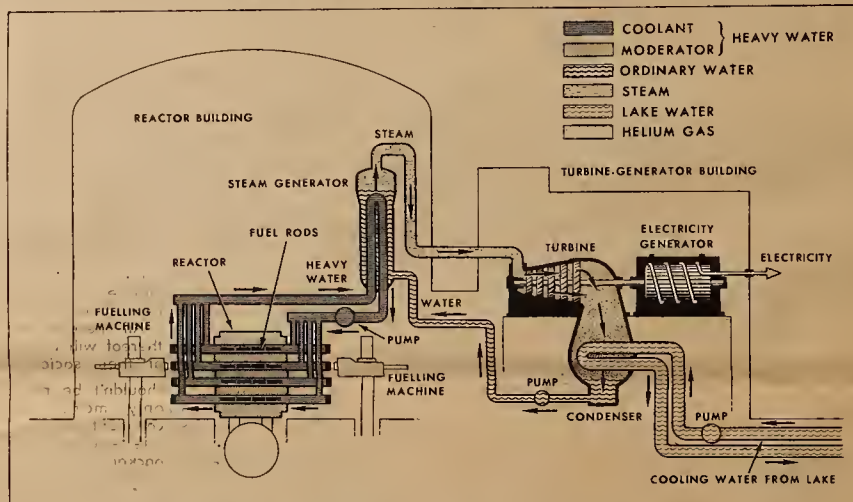 COOLANT
MODERATOR
HEAVY WATER
ORDINARY WATER
STEAM
LAKE WATER
HELIUM GAS
REACTOR BUILDING
STEAM
TURBINE-GENERATOR BUILDING
STEAM GENERATOR
FUEL RODS
TURBINE
ELECTRICITY
GENERATOR
ELECTRICITY
REACTOR
HEAVY
WATER
WATER
FUELLING
MACHINE
PUMP
FUELLING
MACHINE
PUMP
CONDENSER
PUMP
COOLING WATER FROM LAKE